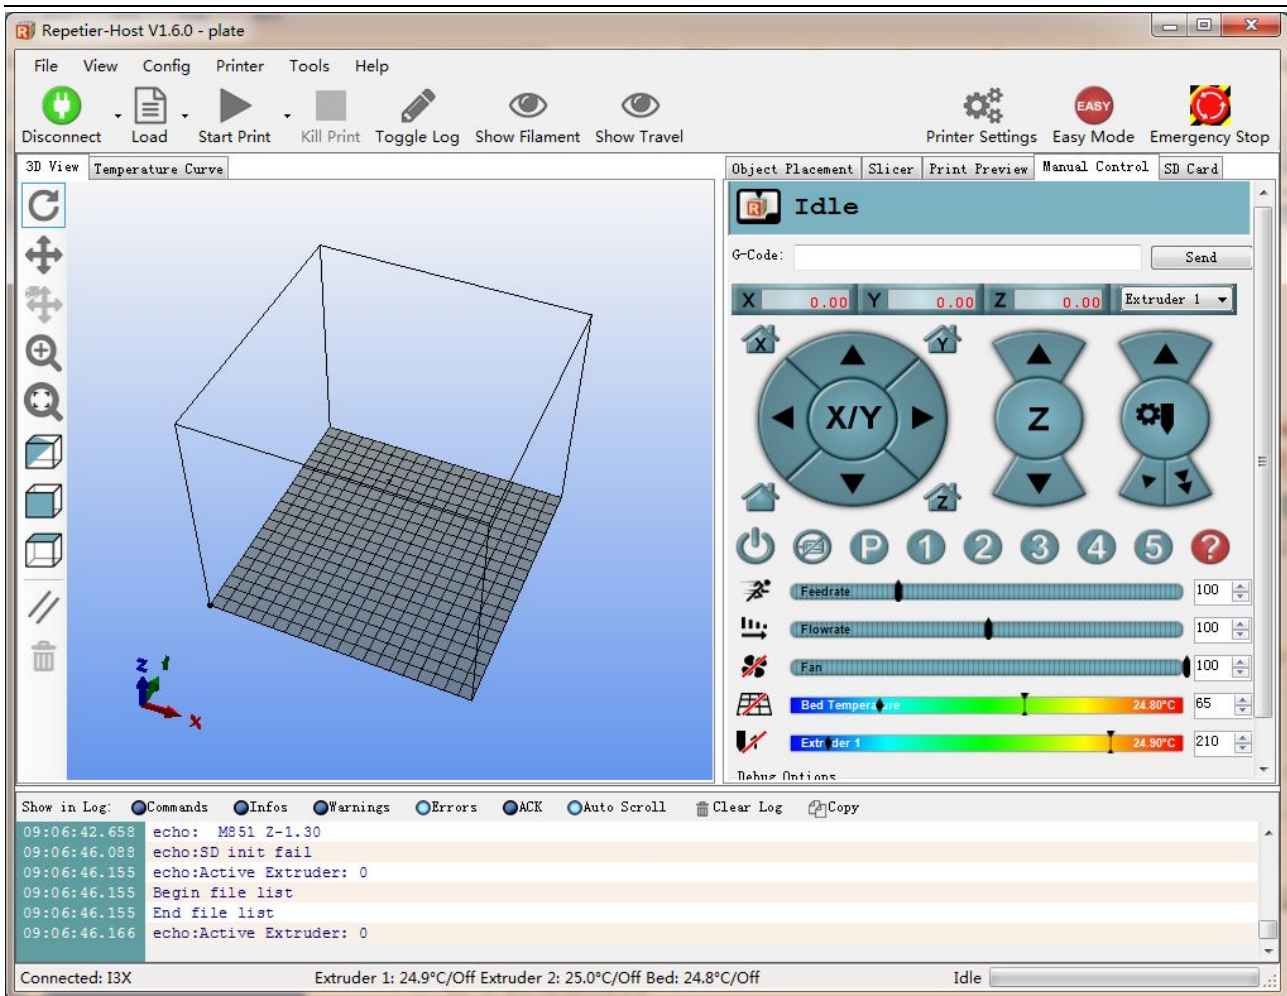 Repetier-Host V1.6.0 - plate
File View Config Printer Tools Help
Disconnect Load Start Print Kill Print Toggle Log Show Filament Show Travel Printer Settings EASY Easy Mode Emergency Stop
3D View Temperature Curve
Object Placement Slicer Print Preview Manual Control SD Card
R Idle
G-Code: Send
X 0.00 Y 0.00 Z 0.00 Extruder 1
X Y
X/Y Z
Z
P 1 2 3 4 5 ?
Feedrate 100
Flowrate 100
Fan 100
Bed Temperature 24.80°C 65
1 Extruder 1 24.90°C 210
Debug Options
Z Y
X
Show in Log: Commands Infos Warnings Errors ACK Auto Scroll Clear Log Copy
09:06:42.658 echo: M851 Z-1.30
09:06:46.088 echo:SD init fail
09:06:46.155 echo:Active Extruder: 0
09:06:46.155 Begin file list
09:06:46.155 End file list
09:06:46.166 echo:Active Extruder: 0
Connected: I3X Extruder 1: 24.9°C/Off Extruder 2: 25.0°C/Off Bed: 24.8°C/Off Idle